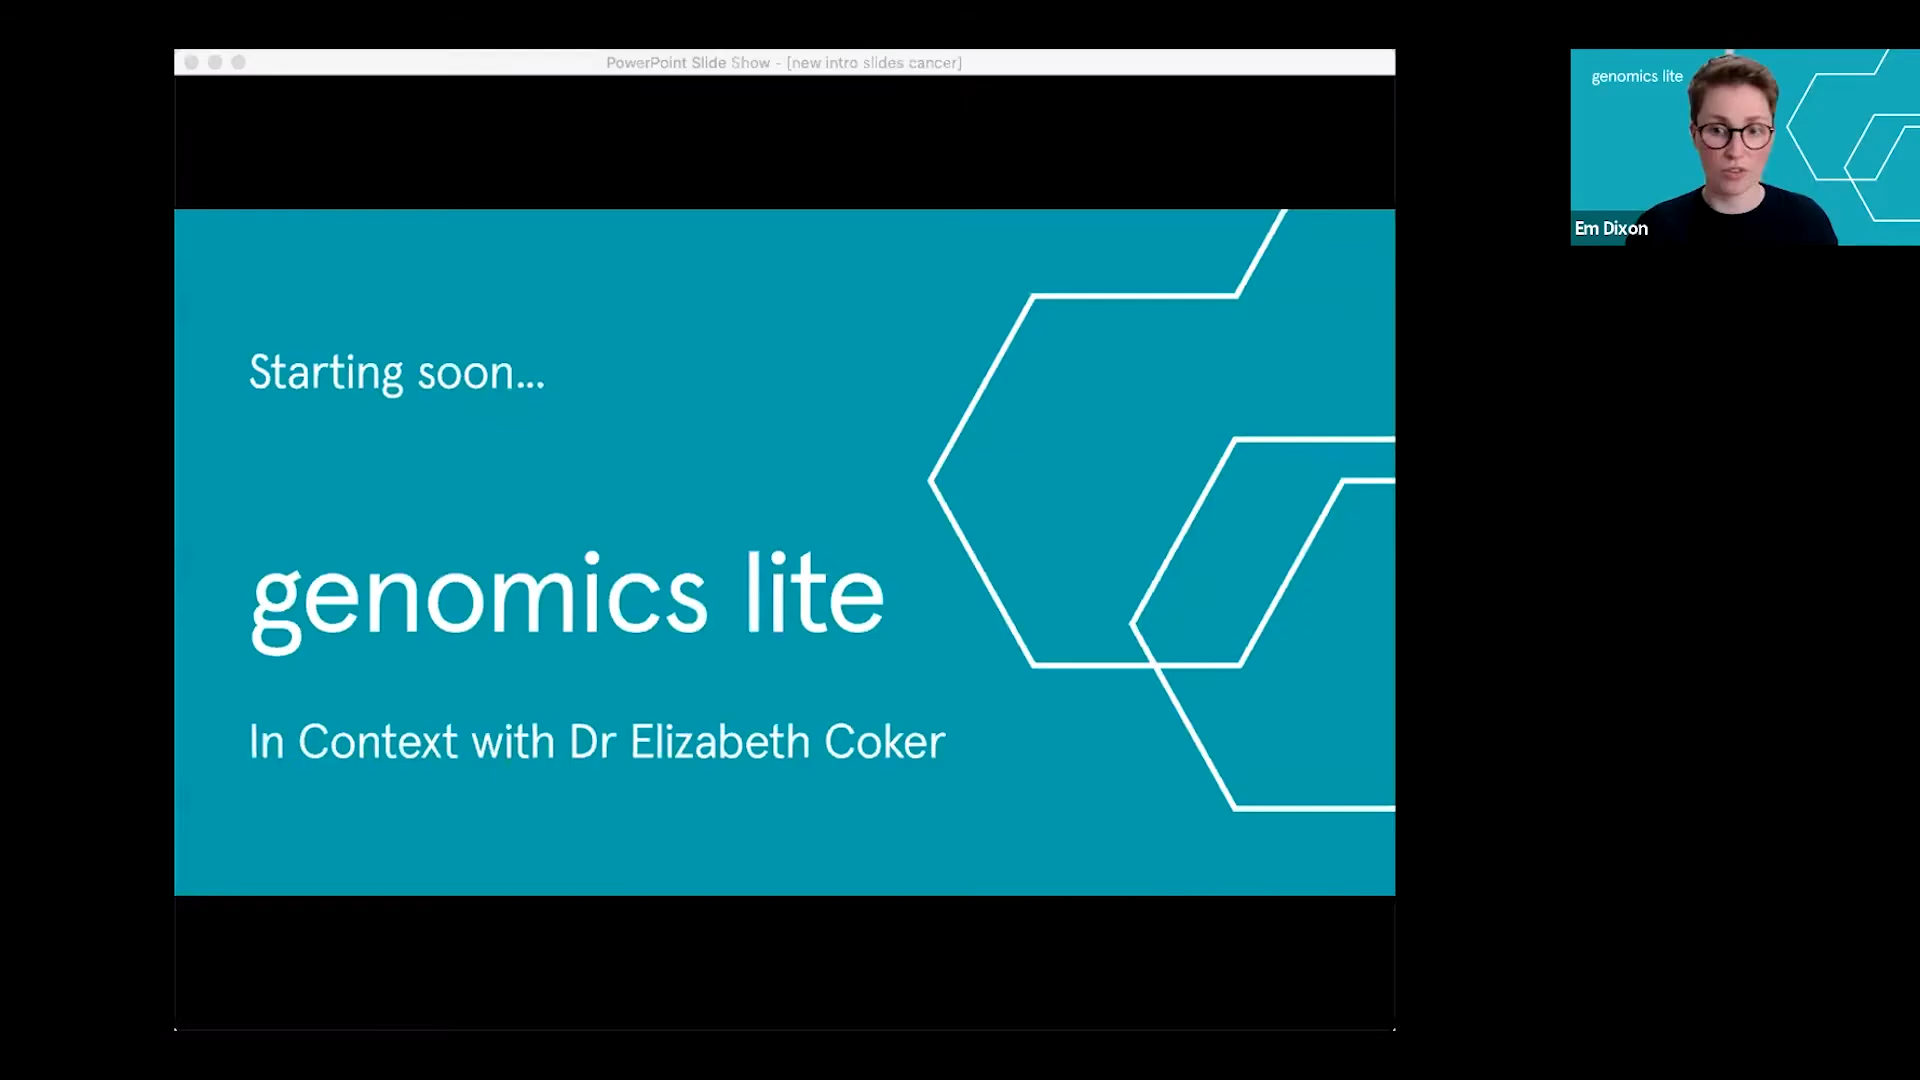 PowerPoint Slide Show - [new intro slides cancer]
genomics lite
Em Dixon
Starting soon...
genomics lite
In Context with Dr Elizabeth Coker